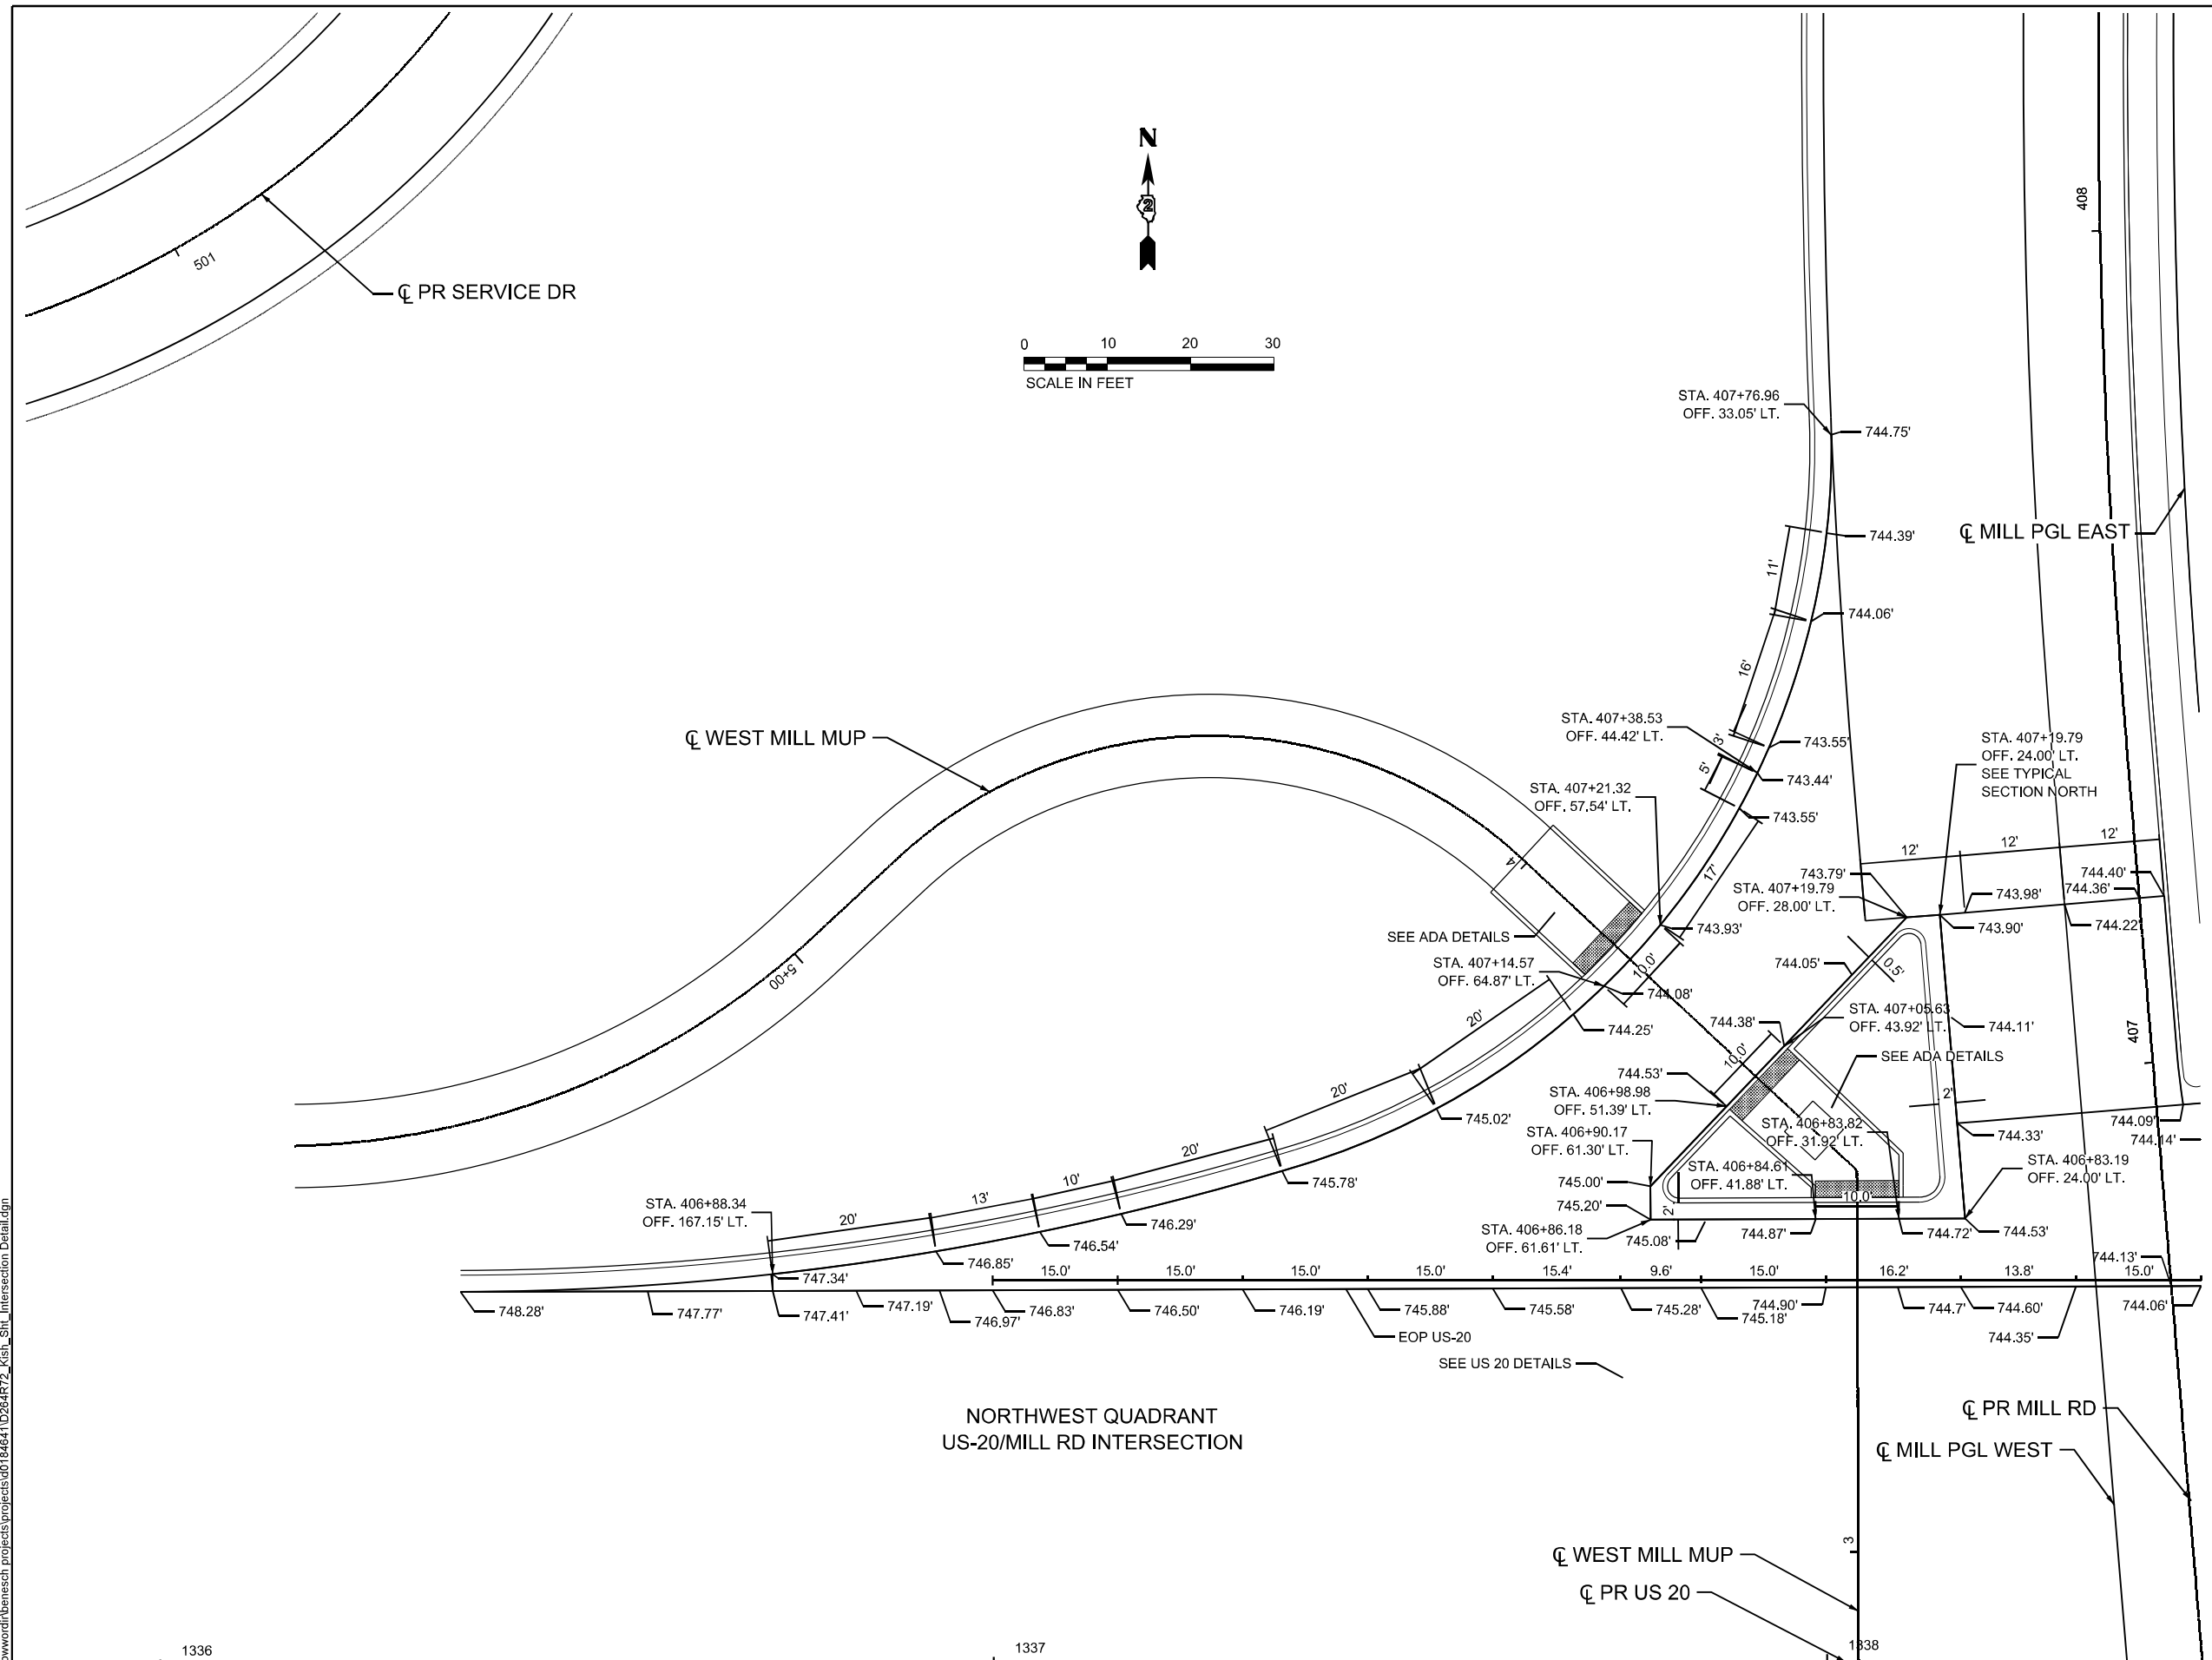 N
2
408
501
℄ PR SERVICE DR
0 10 20 30
SCALE IN FEET
STA. 407+76.96
OFF. 33.05' LT.
744.75'
℄ MILL PGL EAST
744.39'
11'
744.06'
16'
STA. 407+38.53
OFF. 44.42' LT.
3'
743.55'
℄ WEST MILL MUP
STA. 407+19.79
OFF. 24.00' LT.
SEE TYPICAL
SECTION NORTH
5'
743.44'
STA. 407+21.32
OFF. 57.54' LT.
743.55'
12' 12' 12'
4
17'
743.79'
STA. 407+19.79
OFF. 28.00' LT.
743.98'
744.40'
744.36'
743.93'
743.90'
744.22'
SEE ADA DETAILS
STA. 407+14.57
OFF. 64.87' LT.
10.0'
744.05'
0.5'
5+00
744.08'
STA. 407+05.63
OFF. 43.92' LT.
744.38'
744.11'
407
20'
744.25'
10.0'
SEE ADA DETAILS
744.53'
20'
STA. 406+98.98
OFF. 51.39' LT.
2'
745.02'
STA. 406+83.82
OFF. 31.92' LT.
744.09'
STA. 406+90.17
OFF. 61.30' LT.
744.33'
744.14'
20'
STA. 406+84.61
OFF. 41.88' LT.
STA. 406+83.19
OFF. 24.00' LT.
745.78'
745.00'
10'
10.0'
STA. 406+88.34
OFF. 167.15' LT.
13'
745.20'
2'
20'
746.29'
STA. 406+86.18
OFF. 61.61' LT.
745.08'
744.87'
744.72'
744.53'
746.54'
746.85'
744.13'
747.34'
15.0' 15.0' 15.0' 15.0' 15.4' 9.6' 15.0' 16.2' 13.8' 15.0'
748.28' 747.77' 747.41' 747.19' 746.97' 746.83' 746.50' 746.19' 745.88' 745.58' 745.28' 745.18' 744.90' 744.7' 744.60' 744.35' 744.06'
EOP US-20
SEE US 20 DETAILS
NORTHWEST QUADRANT
US-20/MILL RD INTERSECTION
℄ PR MILL RD
℄ MILL PGL WEST
3
℄ WEST MILL MUP
℄ PR US 20
1336 1337 1338
projects\projects\d0184641\D264R72_Kish_Sht_Intersection Detail.dgn